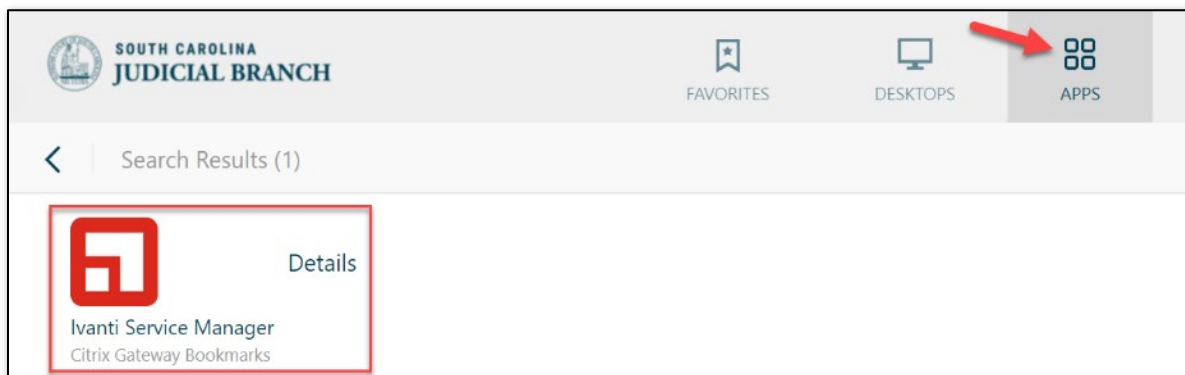 SOUTH CAROLINA
JUDICIAL BRANCH
FAVORITES
DESKTOPS
APPS
Search Results (1)
Details
Ivanti Service Manager
Citrix Gateway Bookmarks